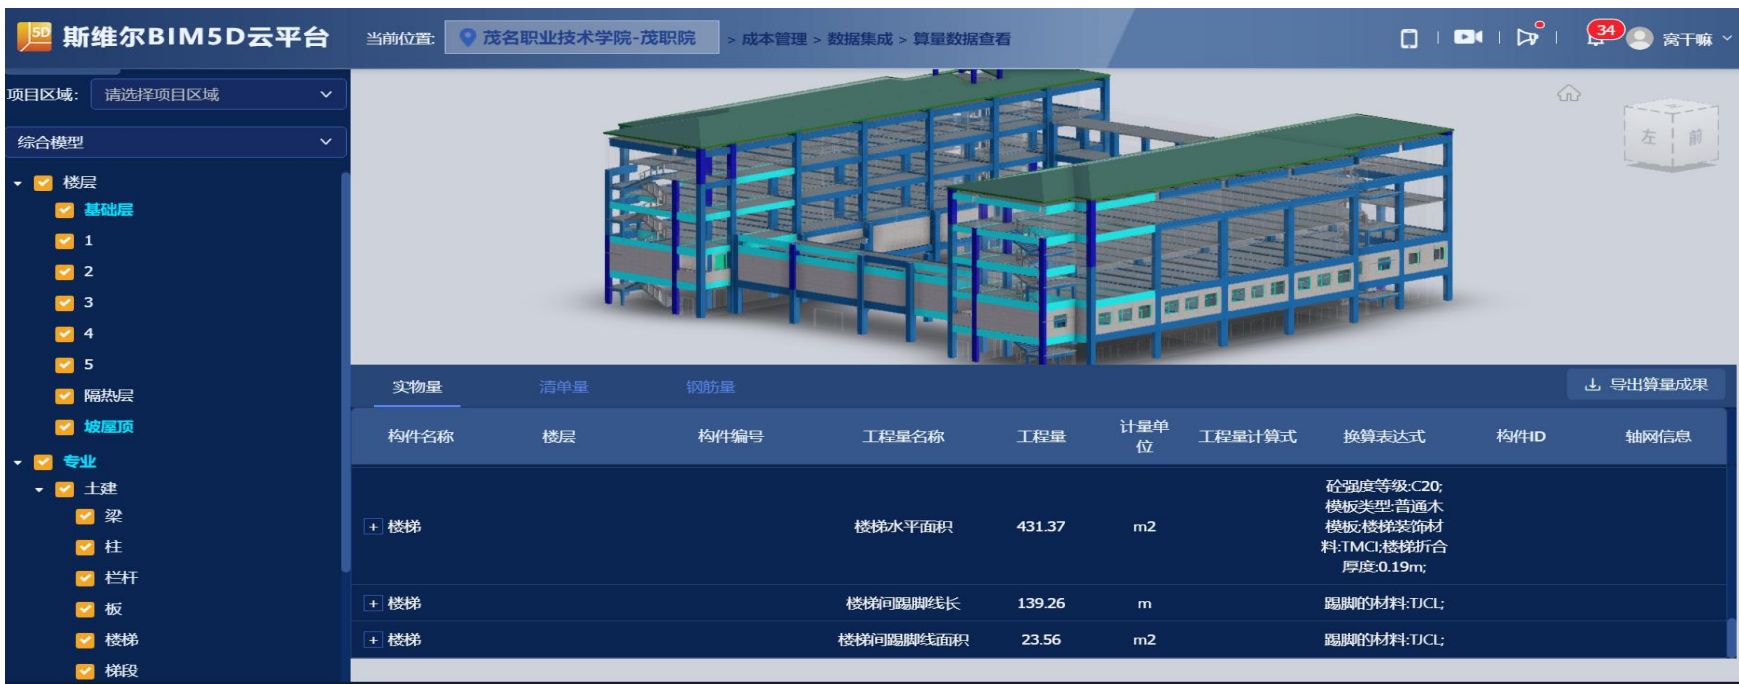 5D 斯维尔BIM5D云平台 当前位置: 茂名职业技术学院-茂职院 > 成本管理 > 数据集成 > 算量数据查看 34 窝干嘛
项目区域: 请选择项目区域
综合模型
楼层
基础层
1
2
3
4
5
隔热层
坡屋顶
专业
土建
梁
柱
栏杆
板
楼梯
梯段
左 前
实物量 清单量 钢筋量 导出算量成果
构件名称 楼层 构件编号 工程量名称 工程量 计量单 工程量计算式 换算表达式 构件ID 轴网信息
位
楼梯 楼梯水平面积 431.37 m2 砼强度等级:C20;
模板类型:普通木
模板;楼梯装饰材
料:TMCl;楼梯折合
厚度:0.19m;
楼梯 楼梯间踢脚线长 139.26 m 踢脚的材料:TJCL;
楼梯 楼梯间踢脚线面积 23.56 m2 踢脚的材料:TJCL;